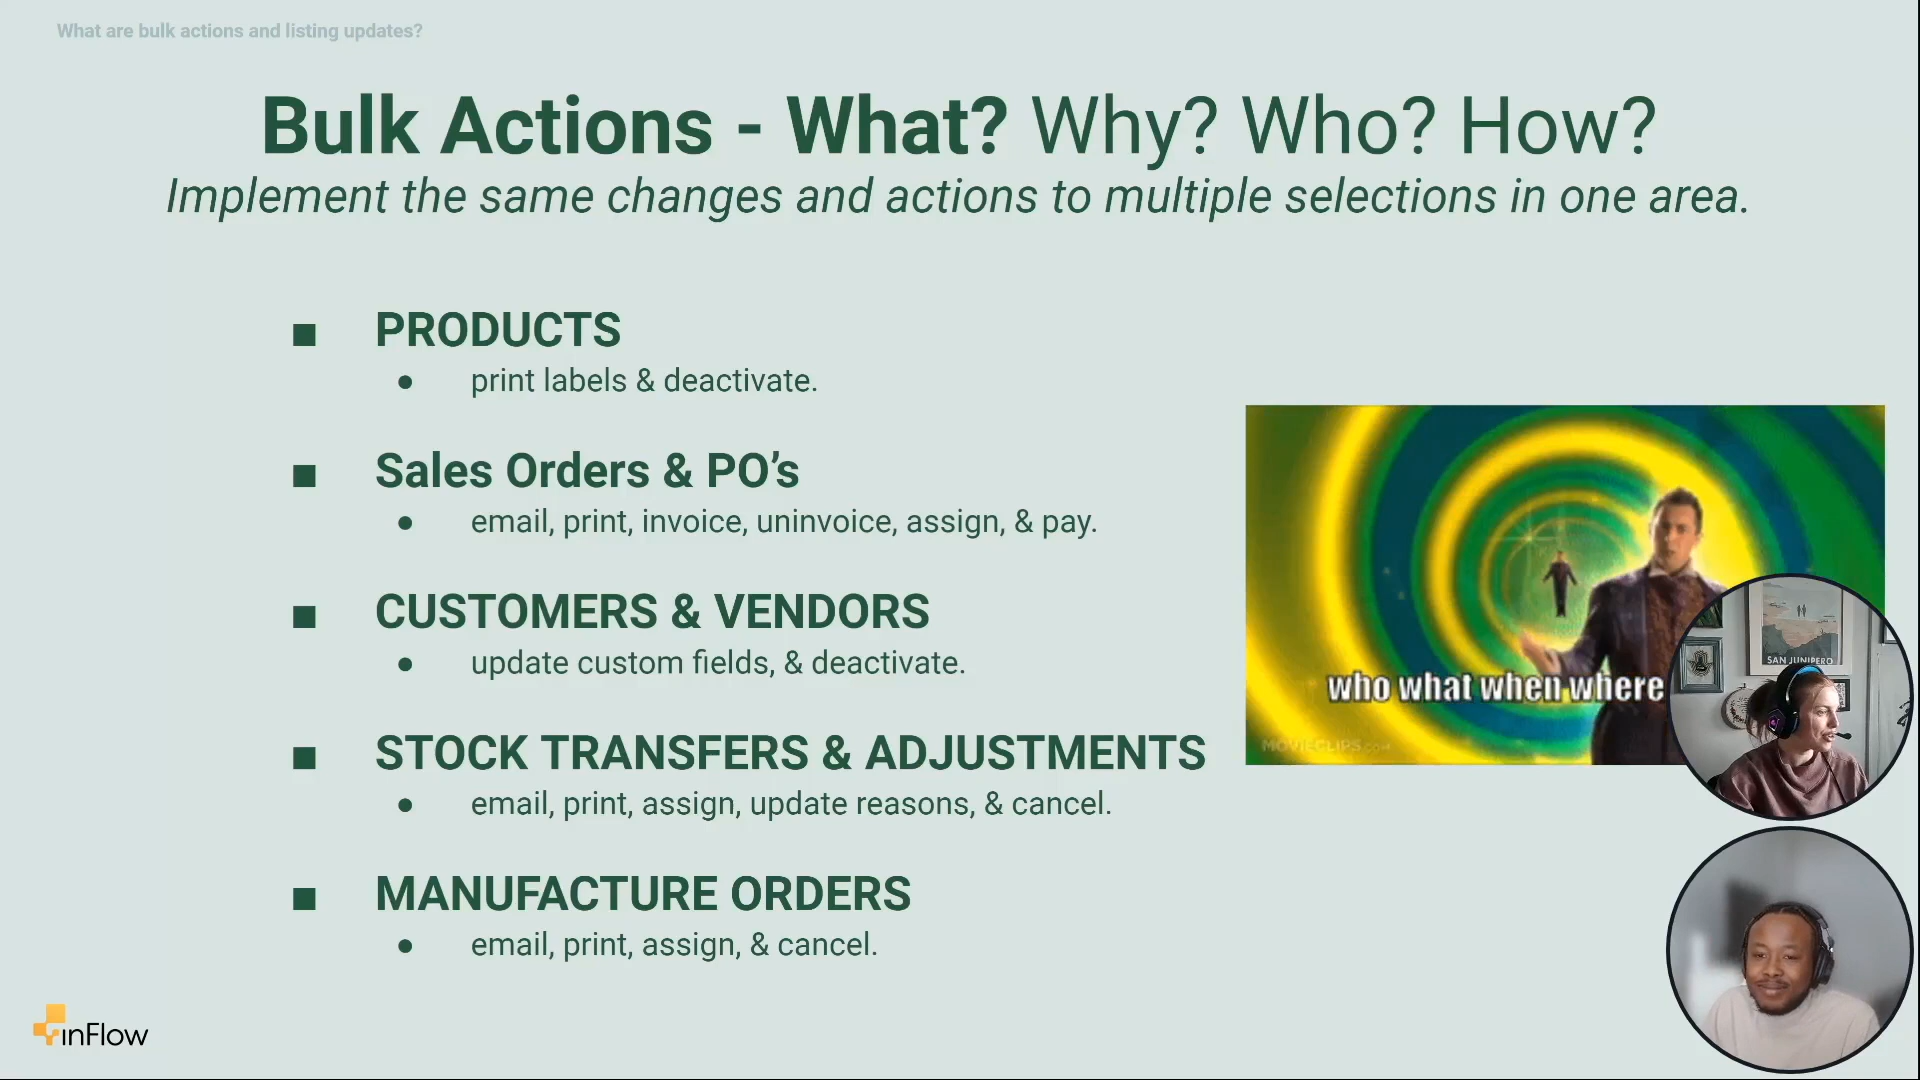 What are bulk actions and listing updates?
Bulk Actions - What? Why? Who? How?
Implement the same changes and actions to multiple selections in one area.
■ PRODUCTS
● print labels & deactivate.
■ Sales Orders & PO’s
● email, print, invoice, uninvoice, assign, & pay.
■ CUSTOMERS & VENDORS
● update custom fields, & deactivate.
■ STOCK TRANSFERS & ADJUSTMENTS
● email, print, assign, update reasons, & cancel.
■ MANUFACTURE ORDERS
● email, print, assign, & cancel.
who what when where
MOVIECLIPS.COM
SAN JUNIPERO
inFlow